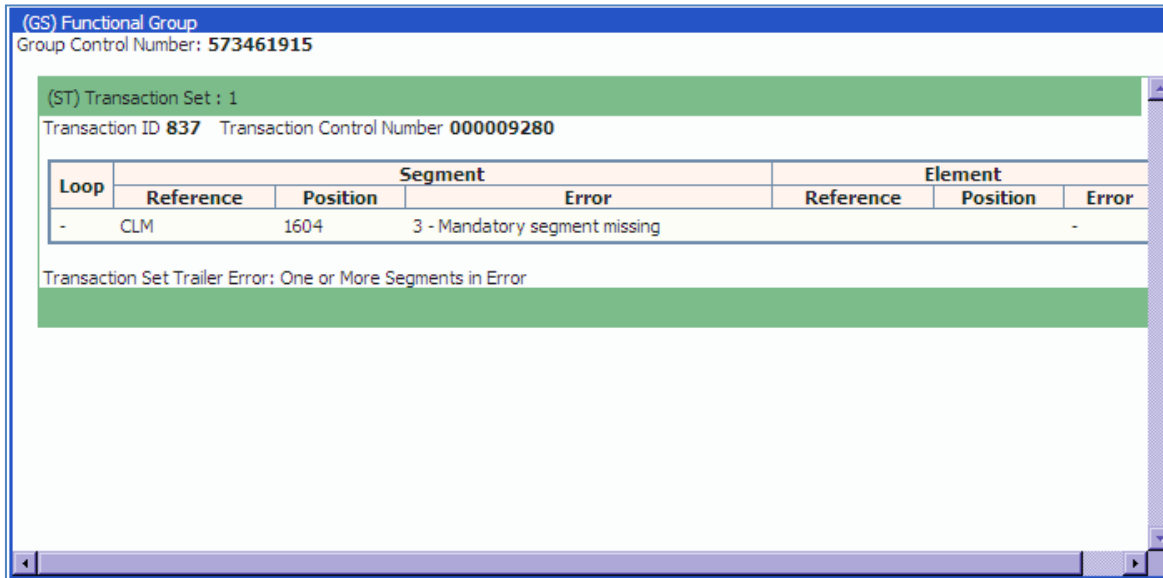 (GS) Functional Group
Group Control Number: 573461915
(ST) Transaction Set : 1
Transaction ID 837 Transaction Control Number 000009280
Loop Segment Element
Reference Position Error Reference Position Error
- CLM 1604 3 - Mandatory segment missing -
Transaction Set Trailer Error: One or More Segments in Error